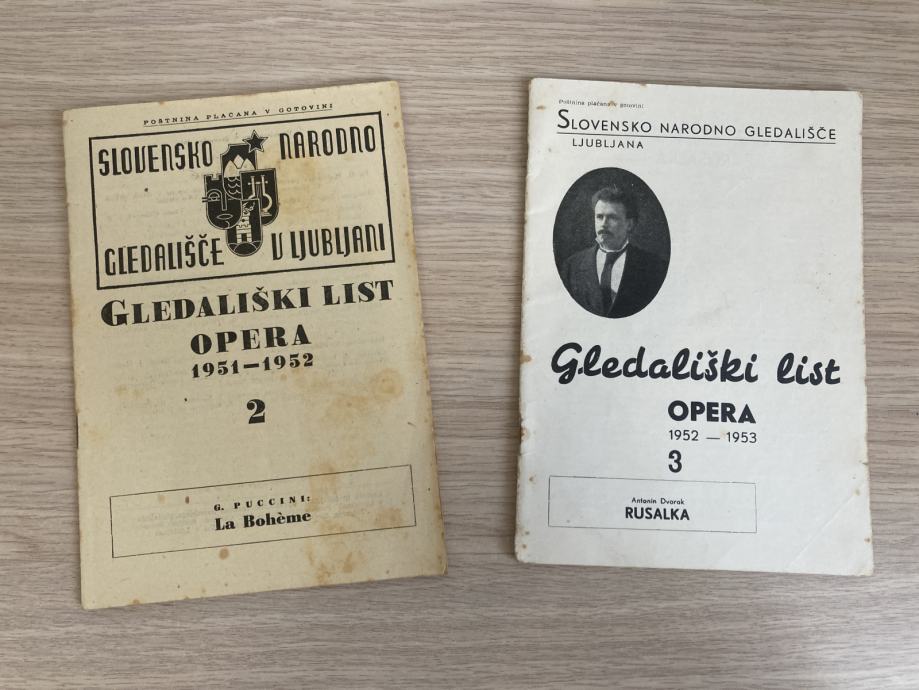 POŠTNINA PLAČANA V GOTOVINI
SLOVENSKO NARODNO
GLEDALIŠČE V LJUBLJANI
GLEDALIŠKI LIST
OPERA
1951—1952
2
G. PUCCINI:
La Bohème
Poštnina plačana v gotovini
SLOVENSKO NARODNO GLEDALIŠČE
LJUBLJANA
Gledališki list
OPERA
1952 — 1953
3
Antonin Dvorak
RUSALKA